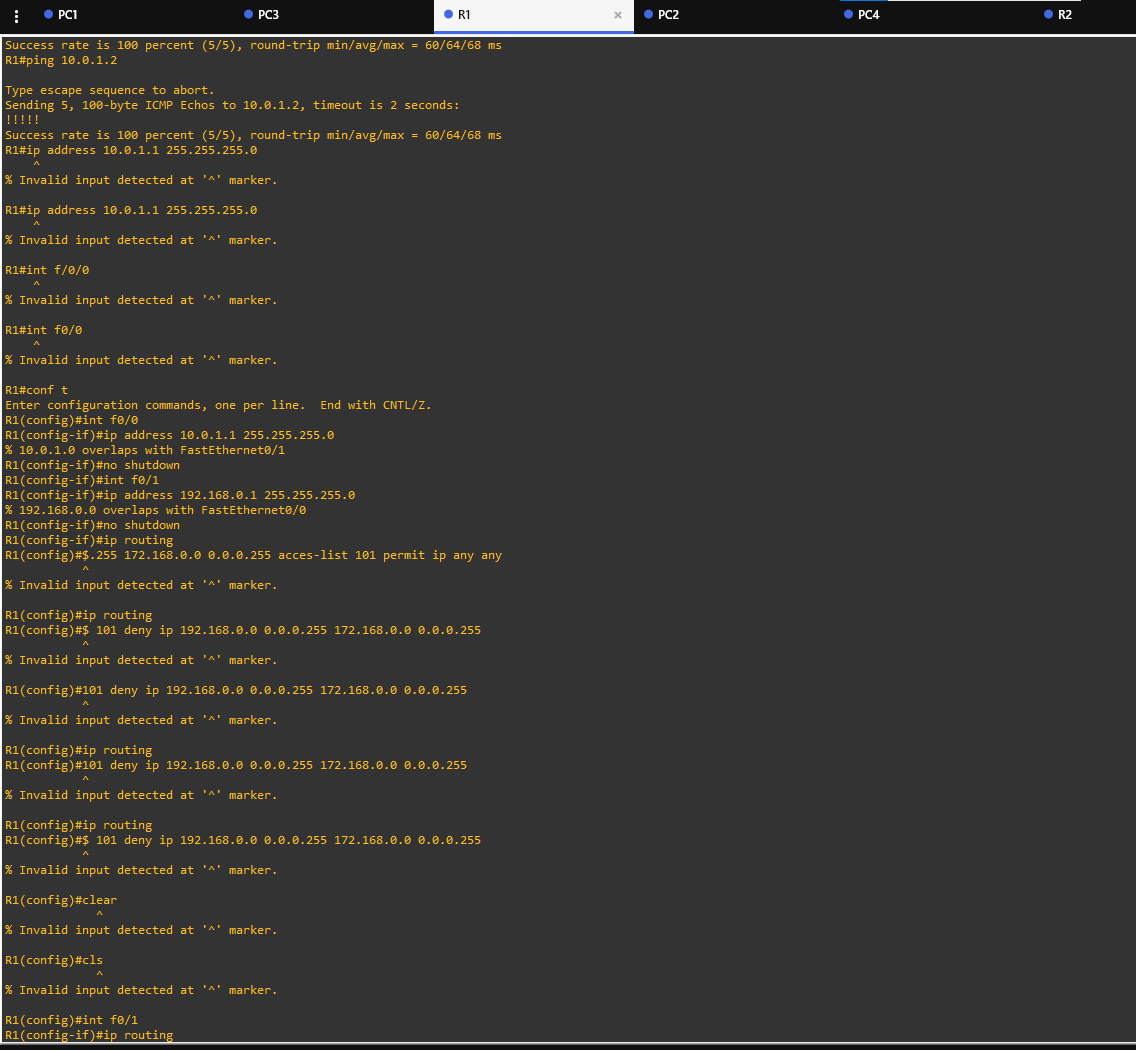 PC1 PC3 R1 × PC2 PC4 R2
Success rate is 100 percent (5/5), round-trip min/avg/max = 60/64/68 ms
R1#ping 10.0.1.2
Type escape sequence to abort.
Sending 5, 100-byte ICMP Echos to 10.0.1.2, timeout is 2 seconds:
!!!!!
Success rate is 100 percent (5/5), round-trip min/avg/max = 60/64/68 ms
R1#ip address 10.0.1.1 255.255.255.0
^
% Invalid input detected at '^' marker.
R1#ip address 10.0.1.1 255.255.255.0
^
% Invalid input detected at '^' marker.
R1#int f/0/0
^
% Invalid input detected at '^' marker.
R1#int f0/0
^
% Invalid input detected at '^' marker.
R1#conf t
Enter configuration commands, one per line.  End with CNTL/Z.
R1(config)#int f0/0
R1(config-if)#ip address 10.0.1.1 255.255.255.0
% 10.0.1.0 overlaps with FastEthernet0/1
R1(config-if)#no shutdown
R1(config-if)#int f0/1
R1(config-if)#ip address 192.168.0.1 255.255.255.0
% 192.168.0.0 overlaps with FastEthernet0/0
R1(config-if)#no shutdown
R1(config-if)#ip routing
R1(config)#$.255 172.168.0.0 0.0.0.255 acces-list 101 permit ip any any
^
% Invalid input detected at '^' marker.
R1(config)#ip routing
R1(config)#$ 101 deny ip 192.168.0.0 0.0.0.255 172.168.0.0 0.0.0.255
^
% Invalid input detected at '^' marker.
R1(config)#101 deny ip 192.168.0.0 0.0.0.255 172.168.0.0 0.0.0.255
^
% Invalid input detected at '^' marker.
R1(config)#ip routing
R1(config)#101 deny ip 192.168.0.0 0.0.0.255 172.168.0.0 0.0.0.255
^
% Invalid input detected at '^' marker.
R1(config)#ip routing
R1(config)#$ 101 deny ip 192.168.0.0 0.0.0.255 172.168.0.0 0.0.0.255
^
% Invalid input detected at '^' marker.
R1(config)#clear
^
% Invalid input detected at '^' marker.
R1(config)#cls
^
% Invalid input detected at '^' marker.
R1(config)#int f0/1
R1(config-if)#ip routing